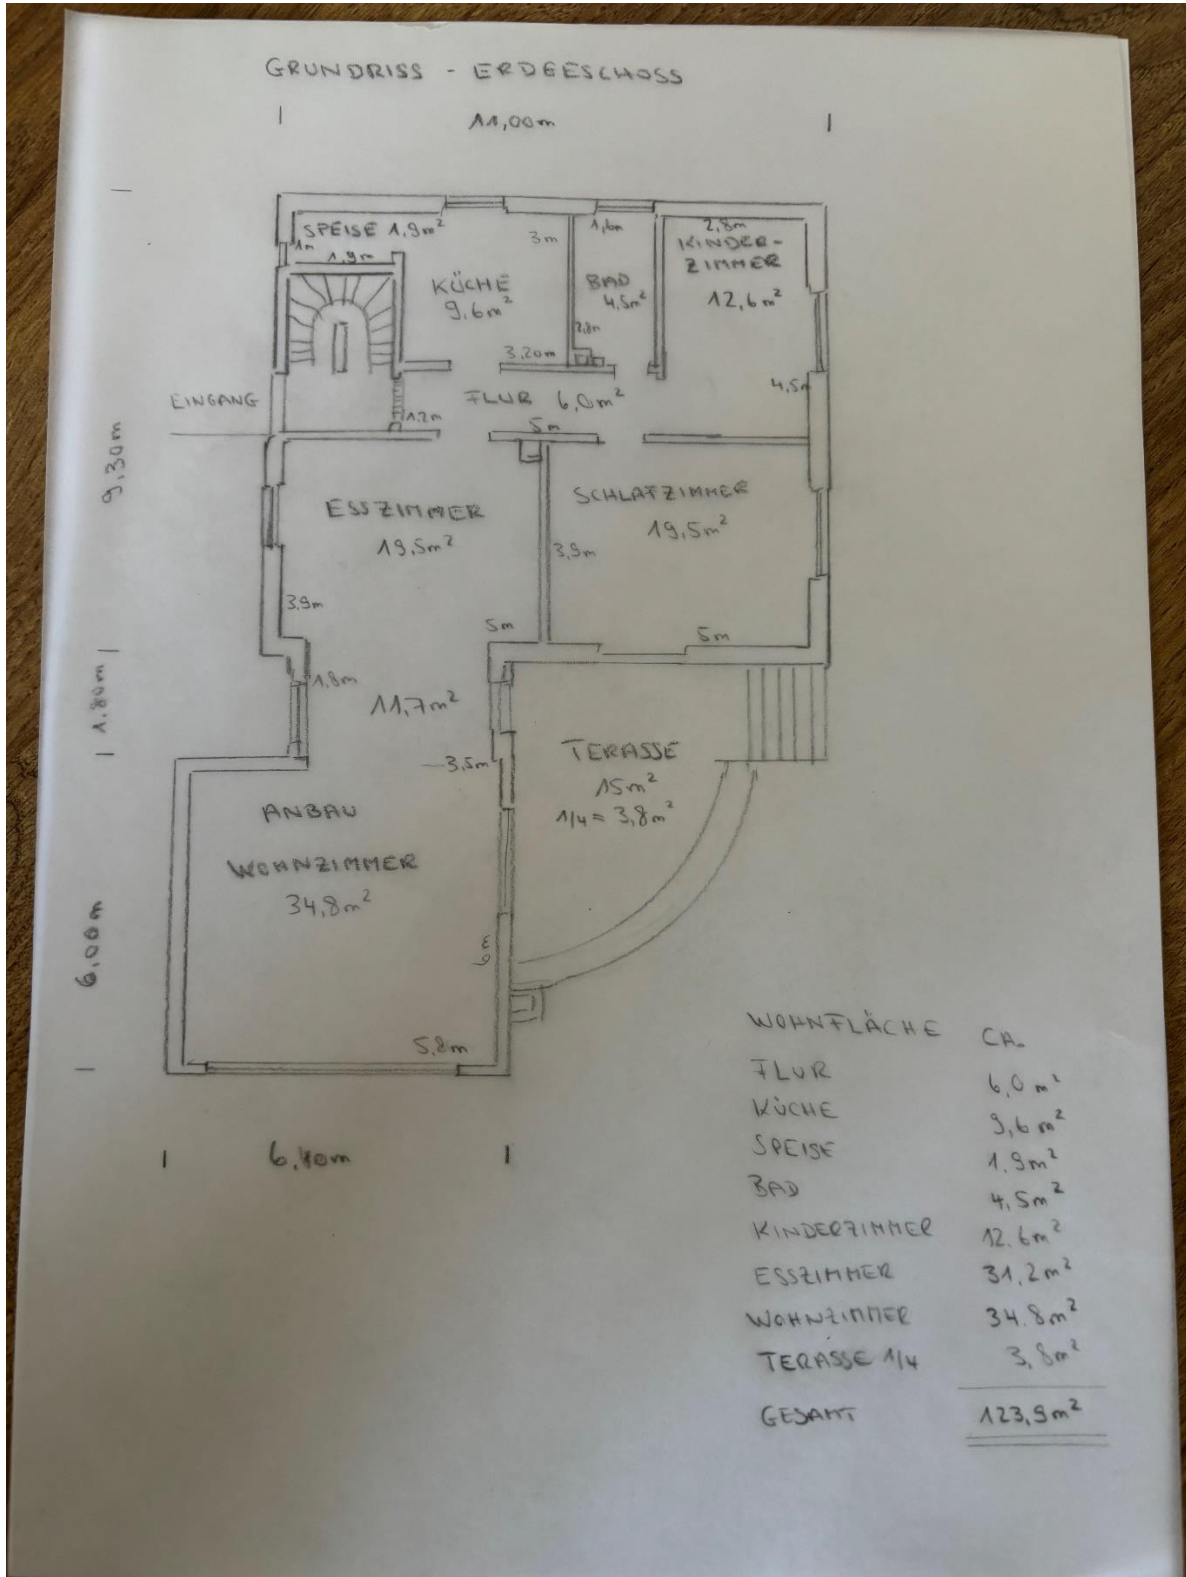 GRUNDRISS - ERDGESCHOSS
11,00m
SPEISE 1,9m²
1m
1.9m
3m
KÜCHE
9,6m²
3,20m
1,6m
BAD
4,5m²
2,8m
2,8m
KINDER-
ZIMMER
12,6m²
4,5m
EINGANG
FLUR 6,0m²
1,2m
5m
9,30m
ESSZIMMER
19,5m²
3,9m
5m
SCHLAFZIMMER
19,5m²
3,9m
5m
1.80m
1,8m
11,7m²
3,5m
TERASSE
15m²
1/4 = 3,8m²
ANBAU
WOHNZIMMER
34,8m²
6,00m
6m
5,8m
6,40m
WOHNFLÄCHE CA.
FLUR 6,0m²
KÜCHE 9,6m²
SPEISE 1.9m²
BAD 4,5m²
KINDERZIMMER 12.6m²
ESSZIMMER 31,2m²
WOHNZIMMER 34.8m²
TERASSE 1/4 3,8m²
GESAMT 123,9m²